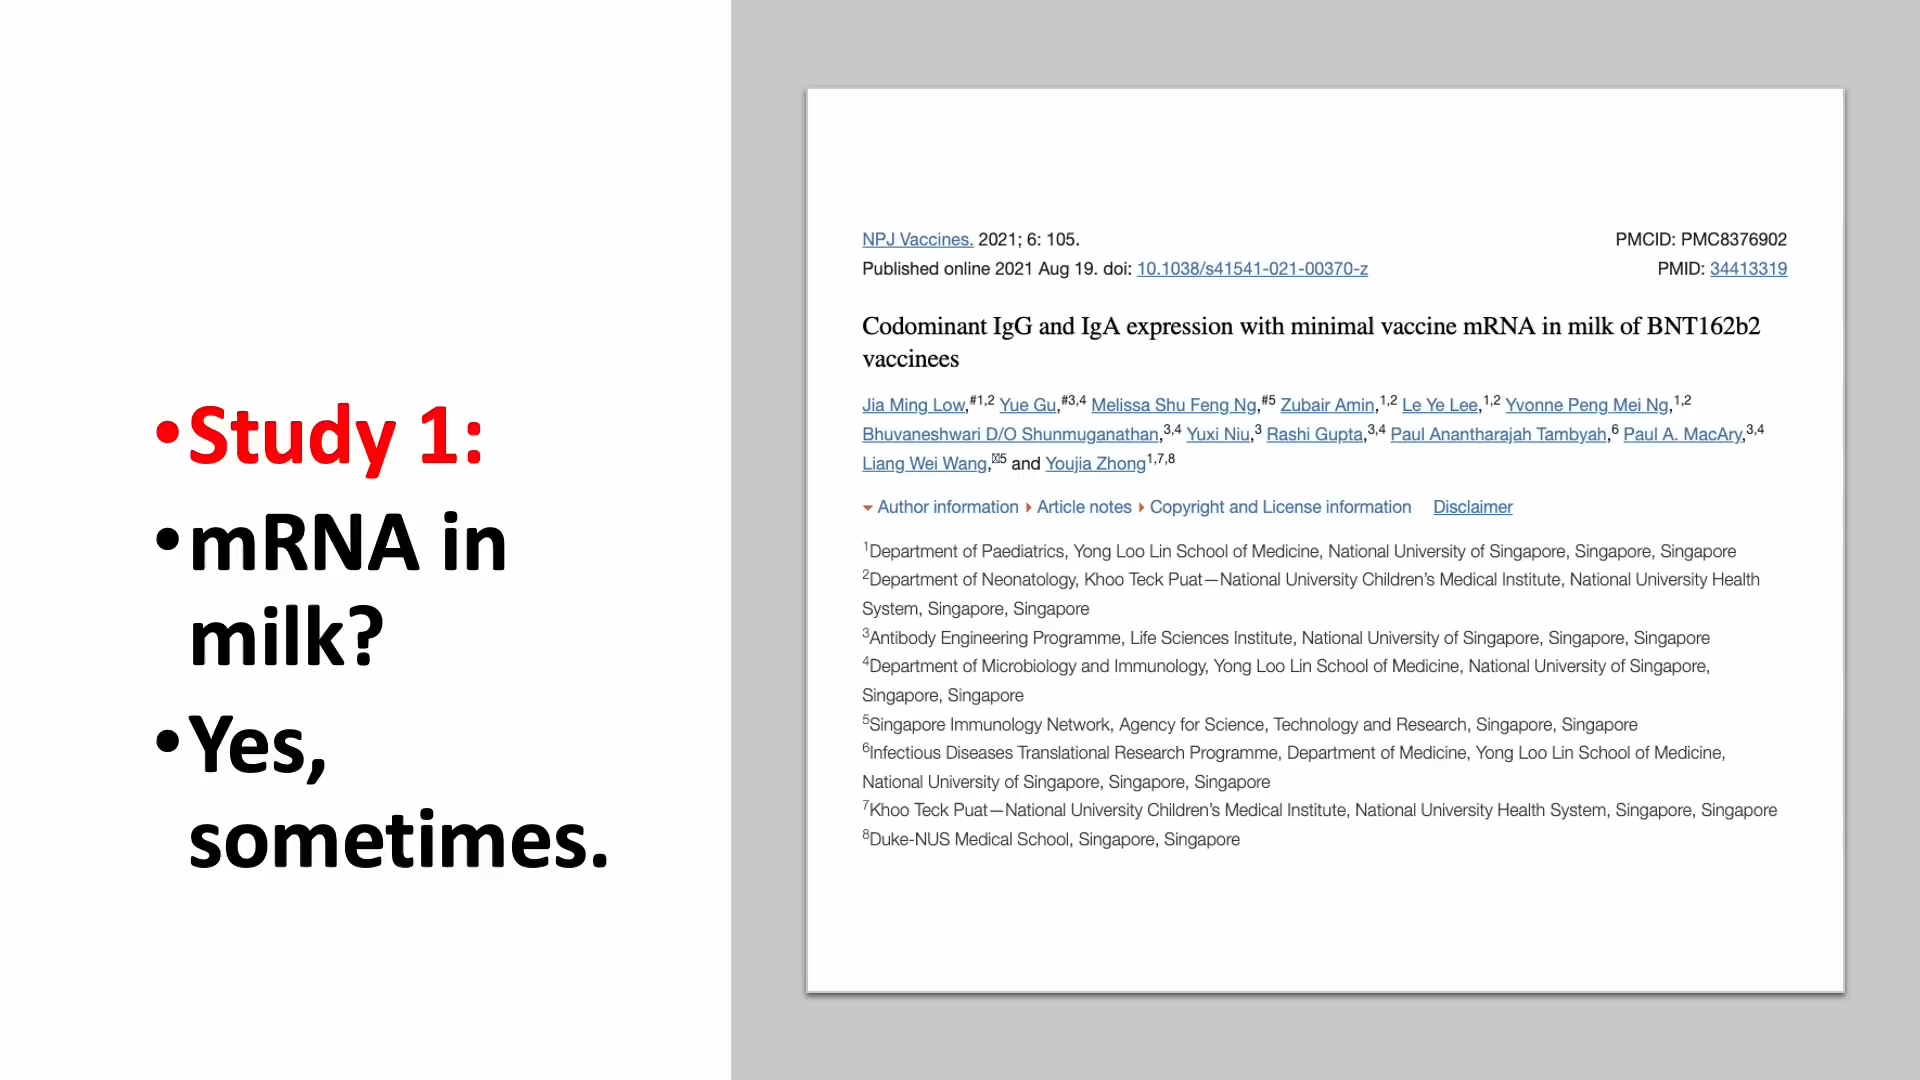 •Study 1:
•mRNA in
milk?
•Yes,
sometimes.
NPJ Vaccines. 2021; 6: 105. PMCID: PMC8376902
Published online 2021 Aug 19. doi: 10.1038/s41541-021-00370-z PMID: 34413319
Codominant IgG and IgA expression with minimal vaccine mRNA in milk of BNT162b2
vaccinees
Jia Ming Low,#1,2 Yue Gu,#3,4 Melissa Shu Feng Ng,#5 Zubair Amin,1,2 Le Ye Lee,1,2 Yvonne Peng Mei Ng,1,2
Bhuvaneshwari D/O Shunmuganathan,3,4 Yuxi Niu,3 Rashi Gupta,3,4 Paul Anantharajah Tambyah,6 Paul A. MacAry,3,4
Liang Wei Wang,5 and Youjia Zhong1,7,8
Author information Article notes Copyright and License information Disclaimer
1Department of Paediatrics, Yong Loo Lin School of Medicine, National University of Singapore, Singapore, Singapore
2Department of Neonatology, Khoo Teck Puat—National University Children’s Medical Institute, National University Health
System, Singapore, Singapore
3Antibody Engineering Programme, Life Sciences Institute, National University of Singapore, Singapore, Singapore
4Department of Microbiology and Immunology, Yong Loo Lin School of Medicine, National University of Singapore,
Singapore, Singapore
5Singapore Immunology Network, Agency for Science, Technology and Research, Singapore, Singapore
6Infectious Diseases Translational Research Programme, Department of Medicine, Yong Loo Lin School of Medicine,
National University of Singapore, Singapore, Singapore
7Khoo Teck Puat—National University Children’s Medical Institute, National University Health System, Singapore, Singapore
8Duke-NUS Medical School, Singapore, Singapore